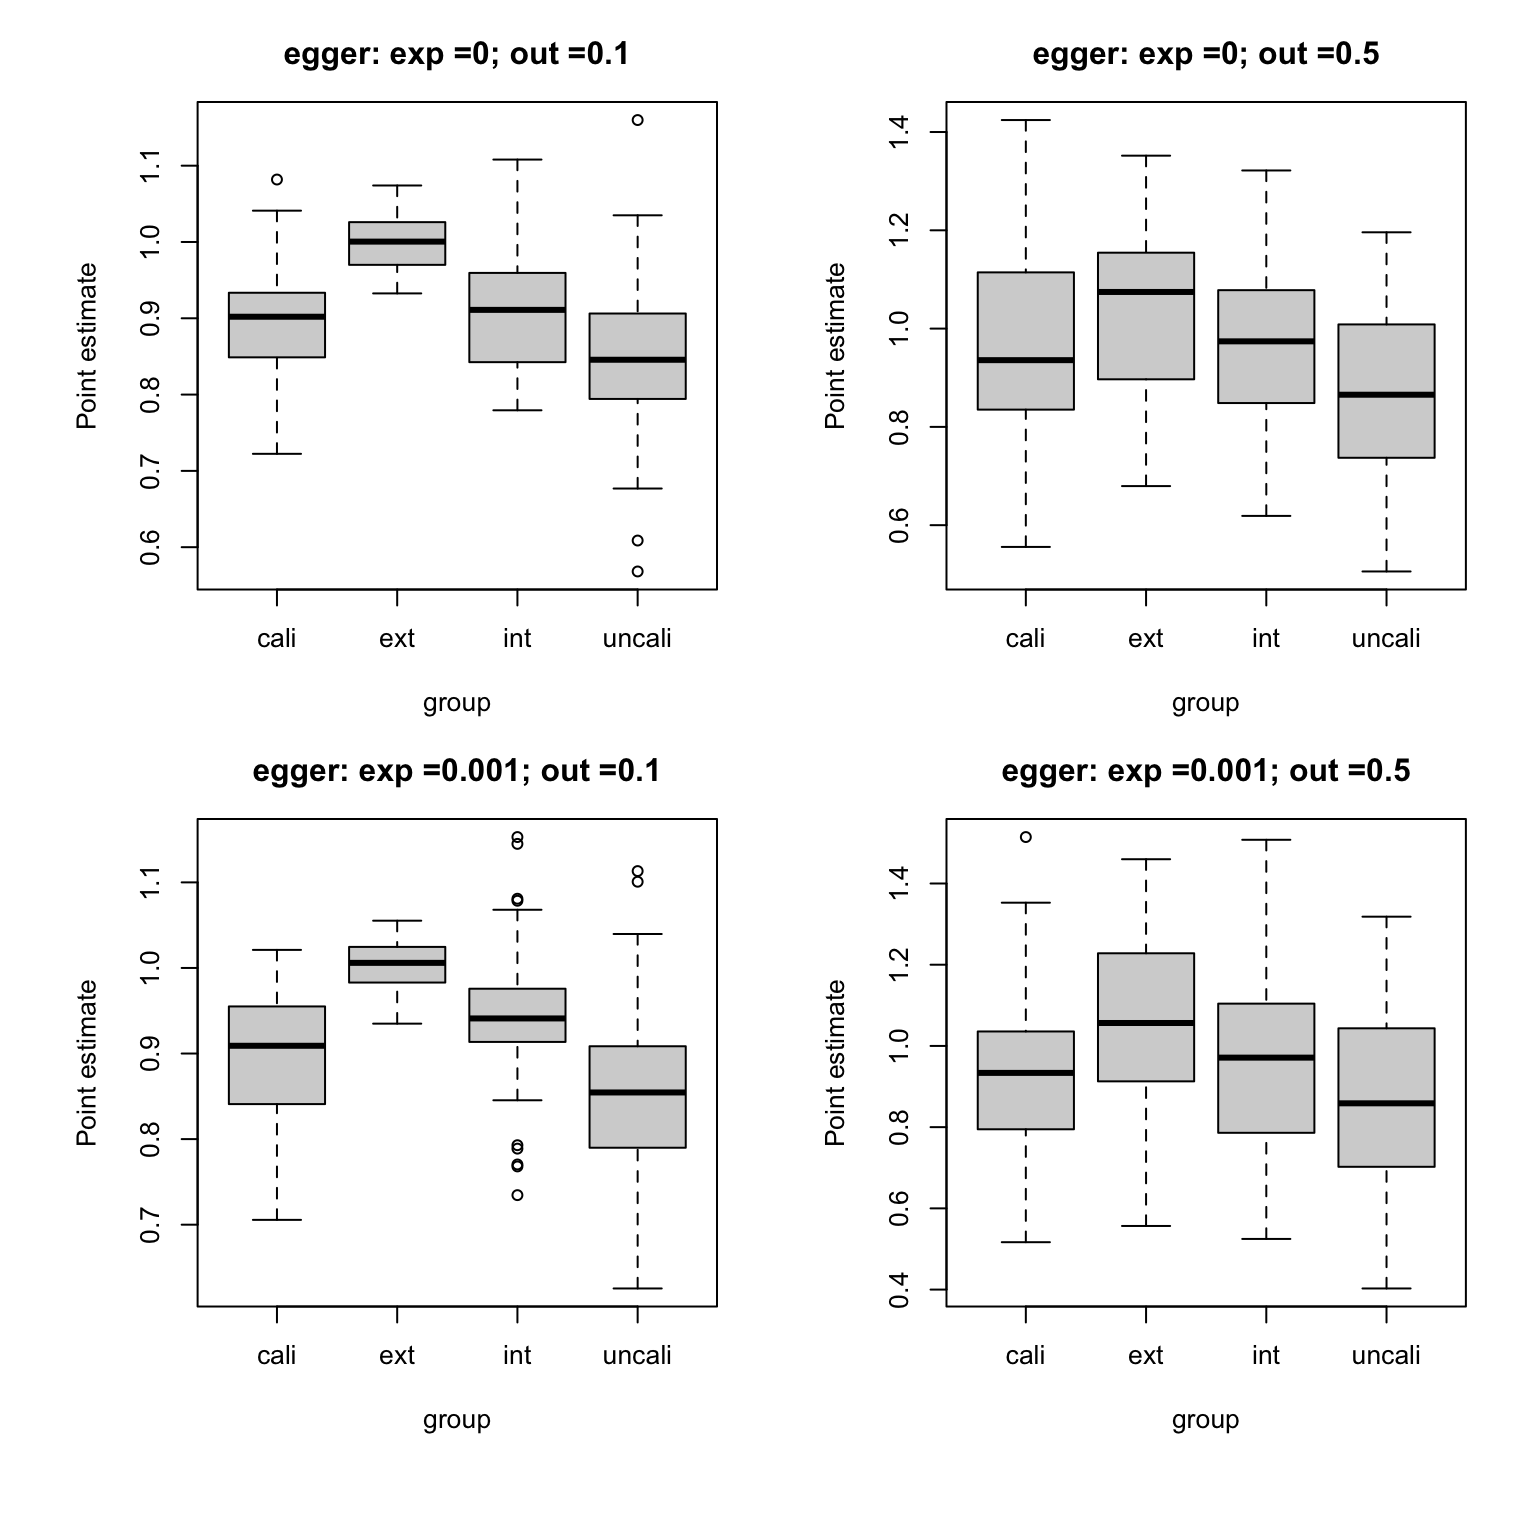 egger: exp =0; out =0.1
Point estimate
1.1
1.0
0.9
0.8
0.7
0.6
cali ext int uncali
group
egger: exp =0; out =0.5
Point estimate
1.4
1.2
1.0
0.8
0.6
cali ext int uncali
group
egger: exp =0.001; out =0.1
Point estimate
1.1
1.0
0.9
0.8
0.7
cali ext int uncali
group
egger: exp =0.001; out =0.5
Point estimate
1.4
1.2
1.0
0.8
0.6
0.4
cali ext int uncali
group